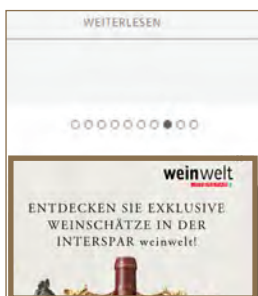 WEITERLESEN
weinwelt
ENTDECKEN SIE EXKLUSIVE
WEINSCHÄTZE IN DER
INTERSPAR weinwelt!